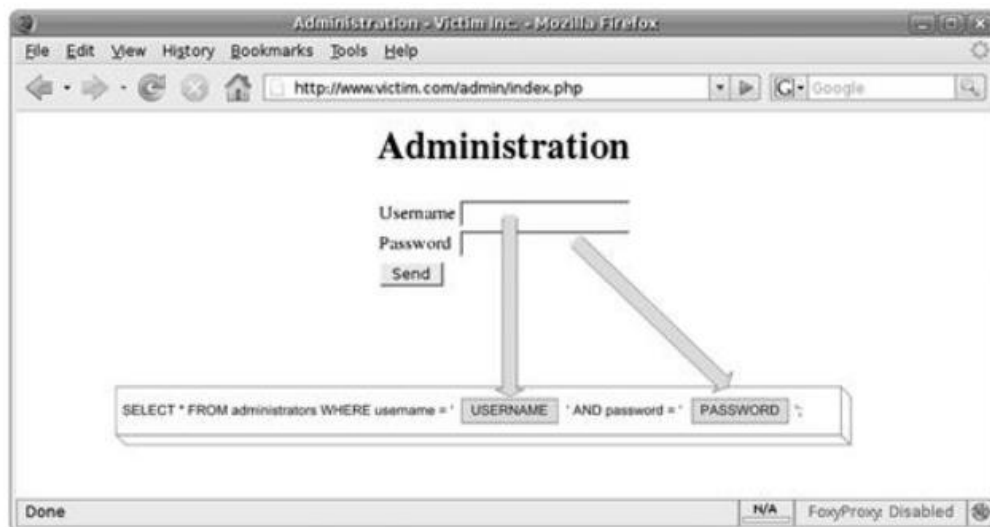 Administration - Victim Inc. - Mozilla Firefox
File Edit View History Bookmarks Tools Help
http://www.victim.com/admin/index.php G Google
Administration
Username
Password
Send
SELECT * FROM administrators WHERE username = ' USERNAME ' AND password = ' PASSWORD ';
Done N/A FoxyProxy: Disabled